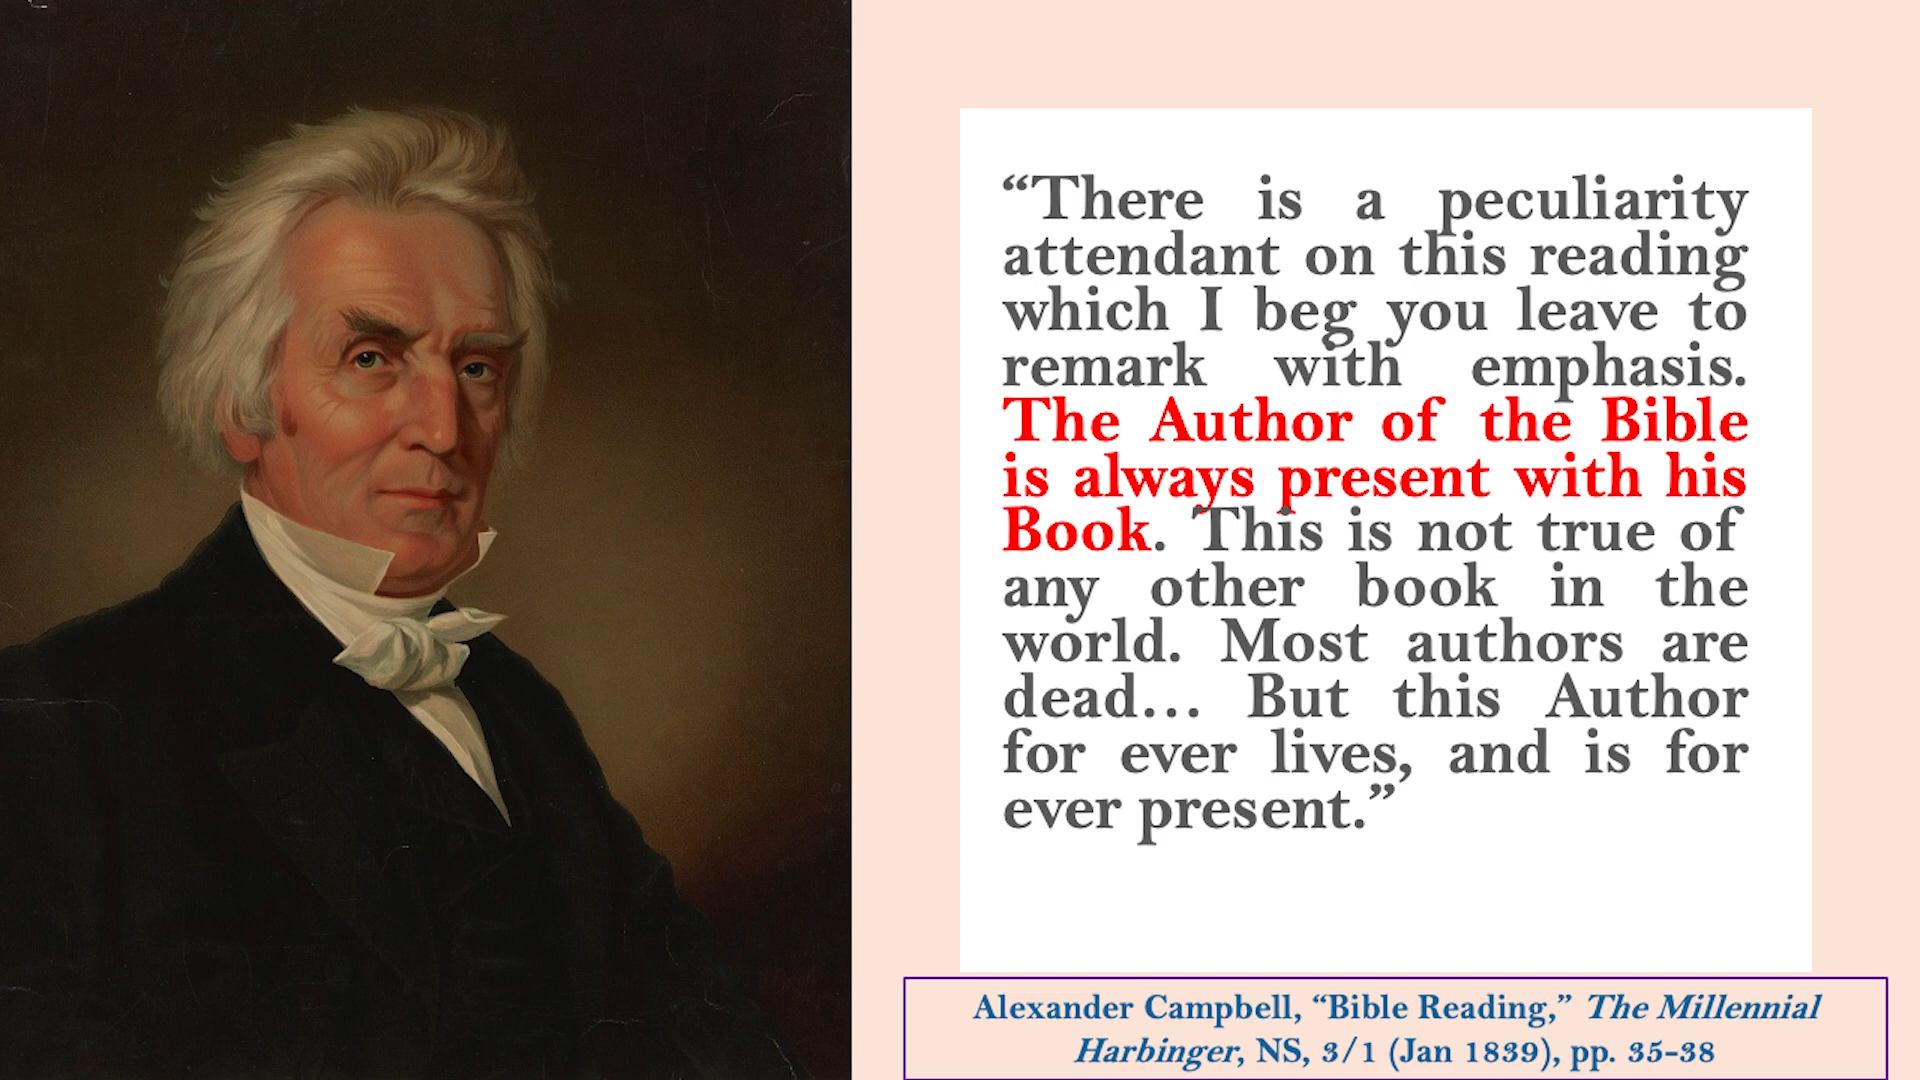 “There is a peculiarity
attendant on this reading
which I beg you leave to
remark with emphasis.
The Author of the Bible
is always present with his
Book. This is not true of
any other book in the
world. Most authors are
dead… But this Author
for ever lives, and is for
ever present.”
Alexander Campbell, “Bible Reading,” The Millennial
Harbinger, NS, 3/1 (Jan 1839), pp. 35-38